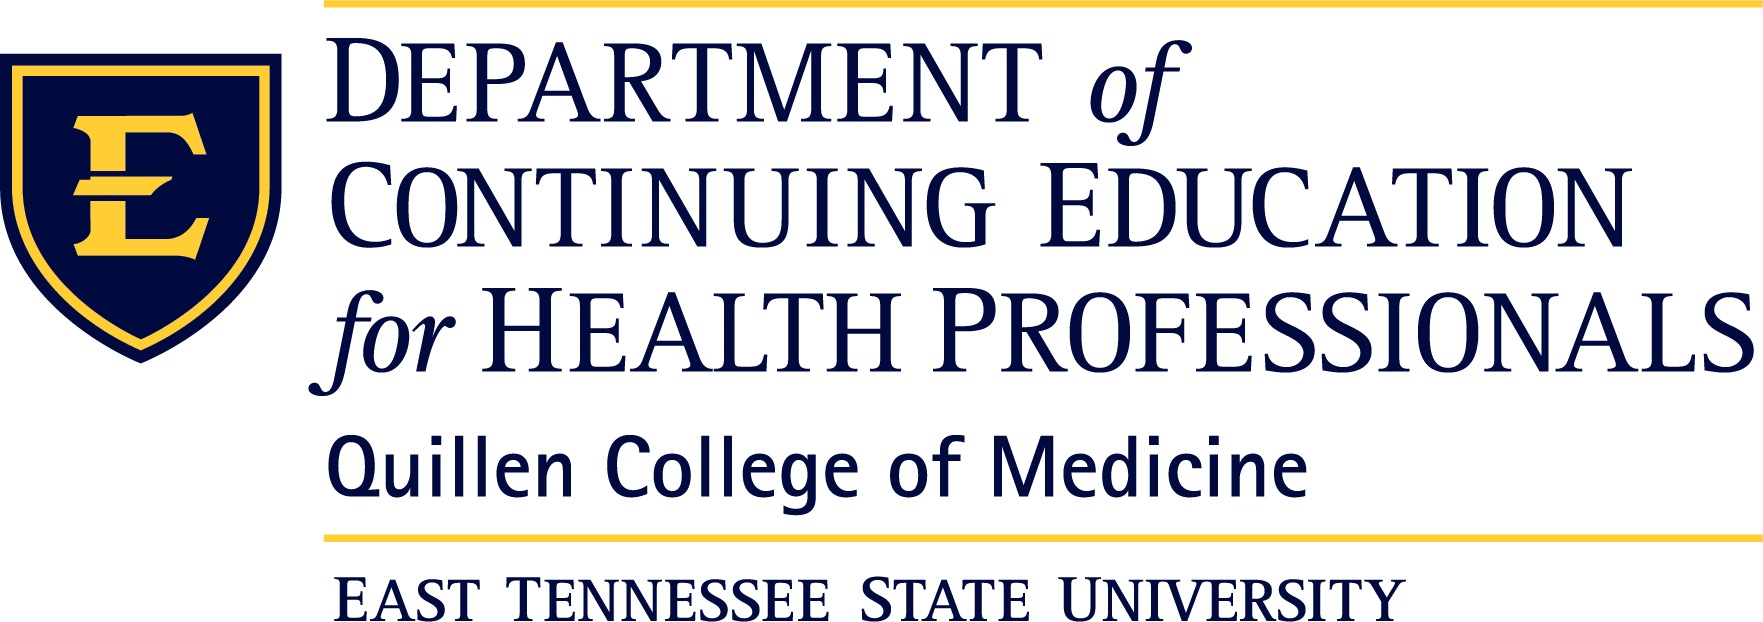 E
DEPARTMENT of
CONTINUING EDUCATION
for HEALTH PROFESSIONALS
Quillen College of Medicine
EAST TENNESSEE STATE UNIVERSITY